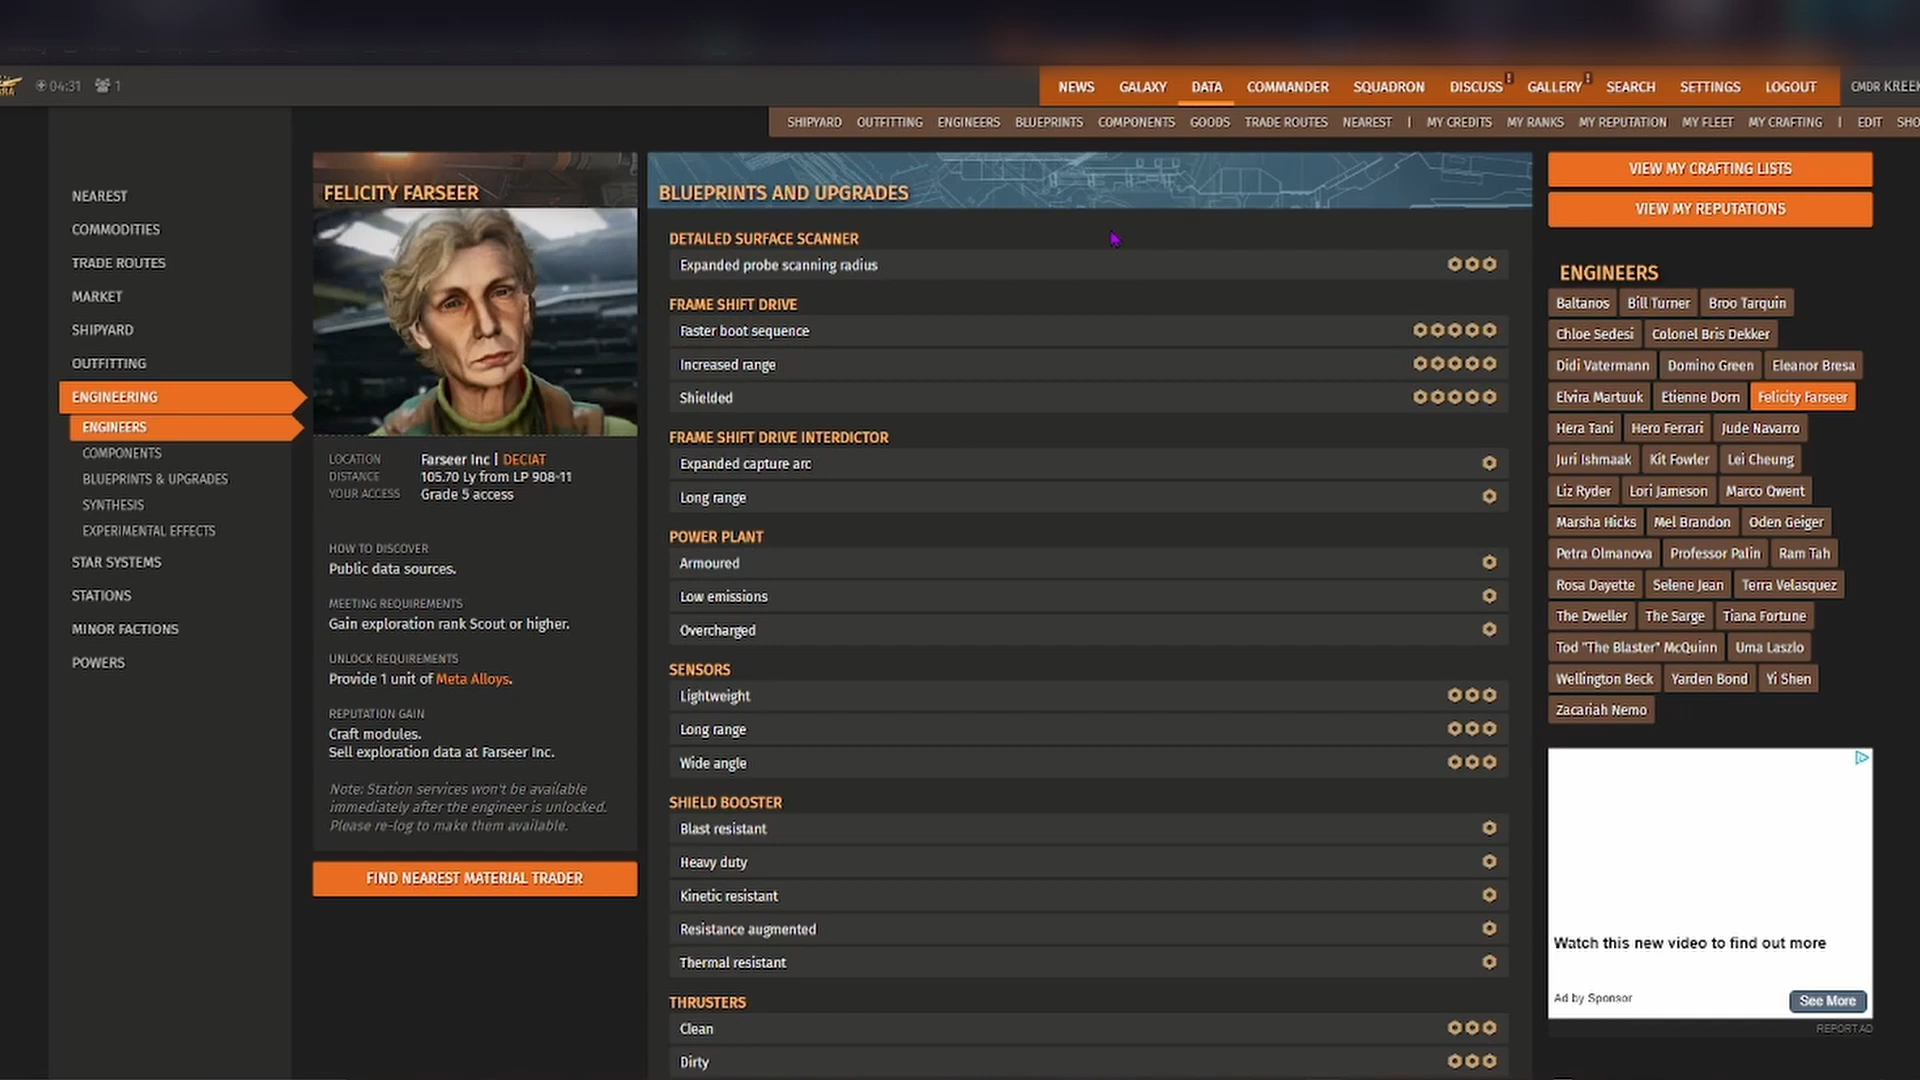 04:31 1
NEWS GALAXY DATA COMMANDER SQUADRON DISCUSS! GALLERY! SEARCH SETTINGS LOGOUT CMDR KREEK
SHIPYARD OUTFITTING ENGINEERS BLUEPRINTS COMPONENTS GOODS TRADE ROUTES NEAREST | MY CREDITS MY RANKS MY REPUTATION MY FLEET MY CRAFTING | EDIT SHO
NEAREST
COMMODITIES
TRADE ROUTES
MARKET
SHIPYARD
OUTFITTING
ENGINEERING
ENGINEERS
COMPONENTS
BLUEPRINTS & UPGRADES
SYNTHESIS
EXPERIMENTAL EFFECTS
STAR SYSTEMS
STATIONS
MINOR FACTIONS
POWERS
FELICITY FARSEER
LOCATION Farseer Inc | DECIAT
DISTANCE 105.70 Ly from LP 908-11
YOUR ACCESS Grade 5 access
HOW TO DISCOVER
Public data sources.
MEETING REQUIREMENTS
Gain exploration rank Scout or higher.
UNLOCK REQUIREMENTS
Provide 1 unit of Meta Alloys.
REPUTATION GAIN
Craft modules.
Sell exploration data at Farseer Inc.
Note: Station services won't be available
immediately after the engineer is unlocked.
Please re-log to make them available.
FIND NEAREST MATERIAL TRADER
BLUEPRINTS AND UPGRADES
DETAILED SURFACE SCANNER
Expanded probe scanning radius
FRAME SHIFT DRIVE
Faster boot sequence
Increased range
Shielded
FRAME SHIFT DRIVE INTERDICTOR
Expanded capture arc
Long range
POWER PLANT
Armoured
Low emissions
Overcharged
SENSORS
Lightweight
Long range
Wide angle
SHIELD BOOSTER
Blast resistant
Heavy duty
Kinetic resistant
Resistance augmented
Thermal resistant
THRUSTERS
Clean
Dirty
VIEW MY CRAFTING LISTS
VIEW MY REPUTATIONS
ENGINEERS
Baltanos Bill Turner Broo Tarquin
Chloe Sedesi Colonel Bris Dekker
Didi Vatermann Domino Green Eleanor Bresa
Elvira Martuuk Etienne Dorn Felicity Farseer
Hera Tani Hero Ferrari Jude Navarro
Juri Ishmaak Kit Fowler Lei Cheung
Liz Ryder Lori Jameson Marco Qwent
Marsha Hicks Mel Brandon Oden Geiger
Petra Olmanova Professor Palin Ram Tah
Rosa Dayette Selene Jean Terra Velasquez
The Dweller The Sarge Tiana Fortune
Tod "The Blaster" McQuinn Uma Laszlo
Wellington Beck Yarden Bond Yi Shen
Zacariah Nemo
Watch this new video to find out more
Ad by Sponsor
See More
REPORT AD